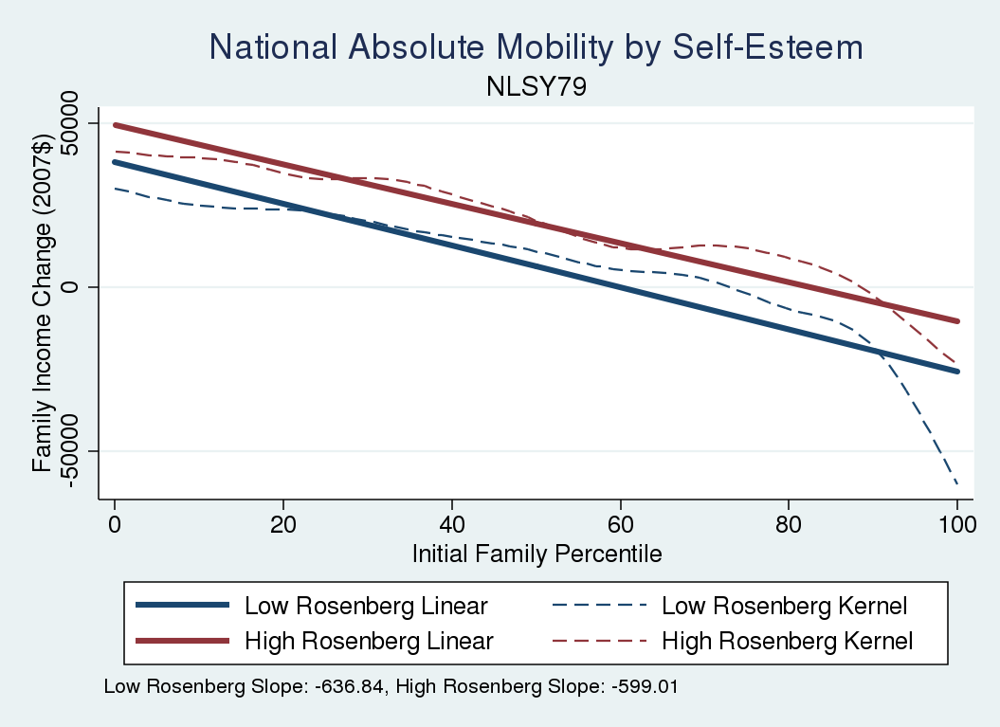 National Absolute Mobility by Self-Esteem
NLSY79
Family Income Change (2007$)
50000
0
-50000
0 20 40 60 80 100
Initial Family Percentile
Low Rosenberg Linear Low Rosenberg Kernel
High Rosenberg Linear High Rosenberg Kernel
Low Rosenberg Slope: -636.84, High Rosenberg Slope: -599.01